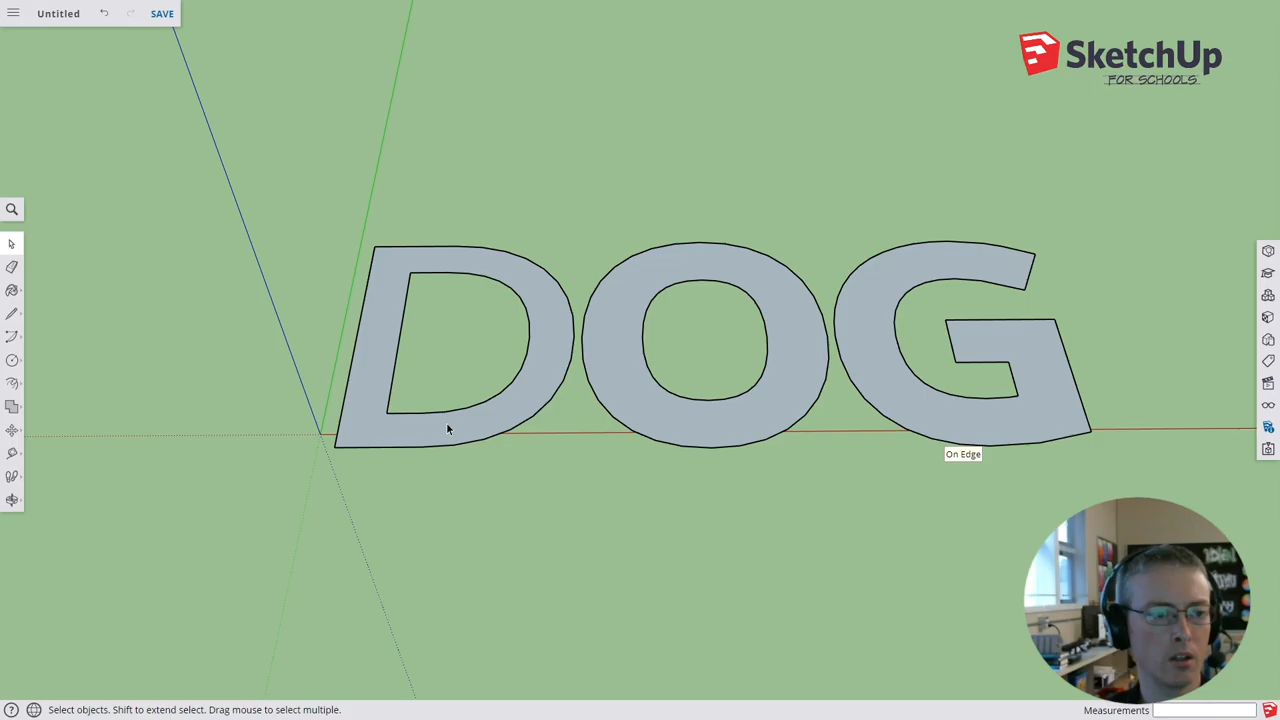 Untitled SAVE
SketchUp
FOR SCHOOLS
DOG
On Edge
Select objects. Shift to extend select. Drag mouse to select multiple.
Measurements